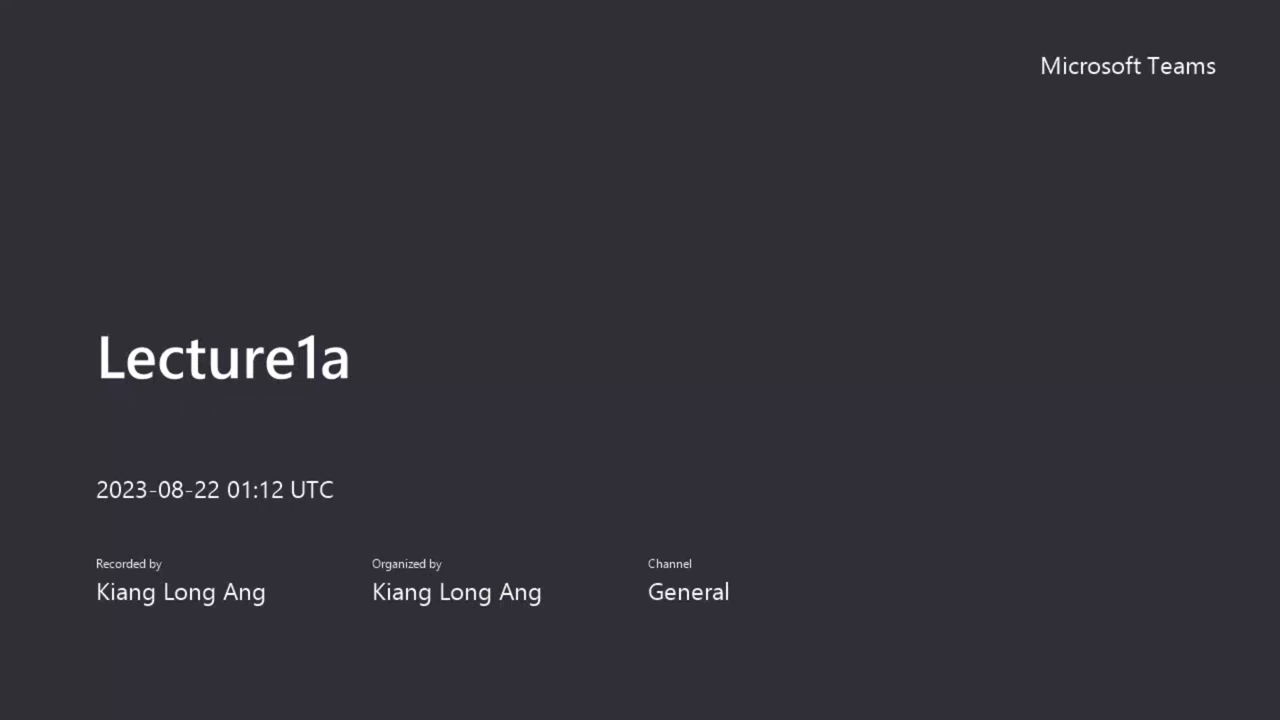 Microsoft Teams
Lecture1a
2023-08-22 01:12 UTC
Recorded by
Kiang Long Ang
Organized by
Kiang Long Ang
Channel
General